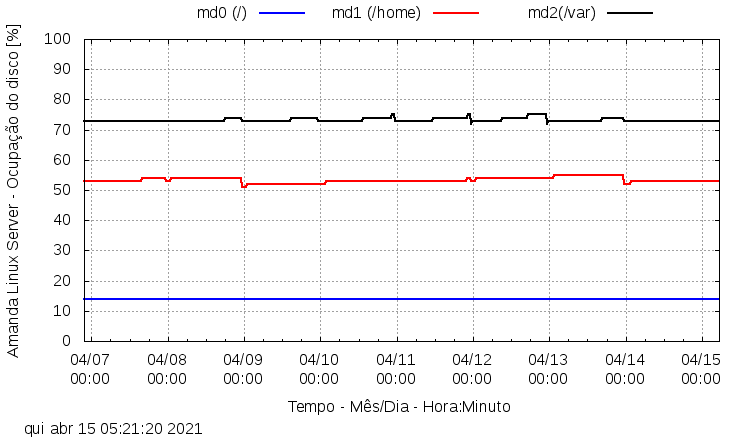 md0 (/) md1 (/home) md2(/var)
Amanda Linux Server - Ocupação do disco [%]
100
90
80
70
60
50
40
30
20
10
0
04/07 04/08 04/09 04/10 04/11 04/12 04/13 04/14 04/15
00:00 00:00 00:00 00:00 00:00 00:00 00:00 00:00 00:00
Tempo - Mês/Dia - Hora:Minuto
qui abr 15 05:21:20 2021